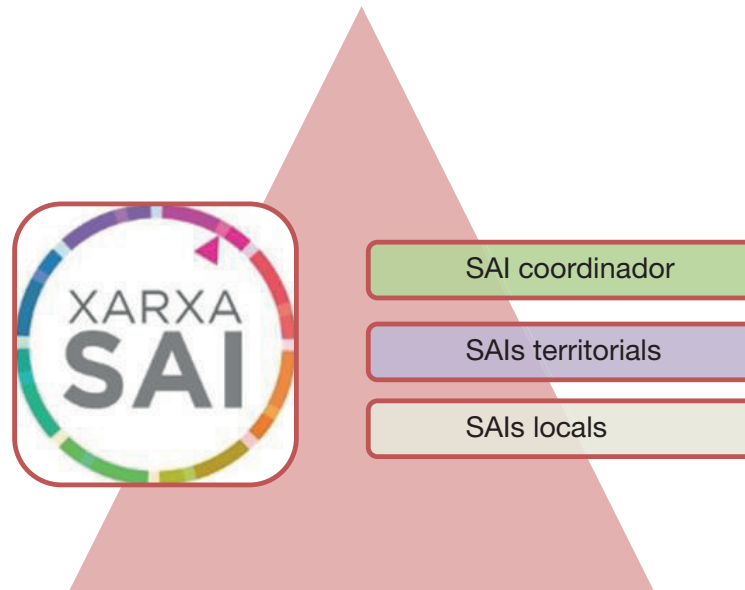 XARXA
SAI
SAI coordinador
SAIs territorials
SAIs locals